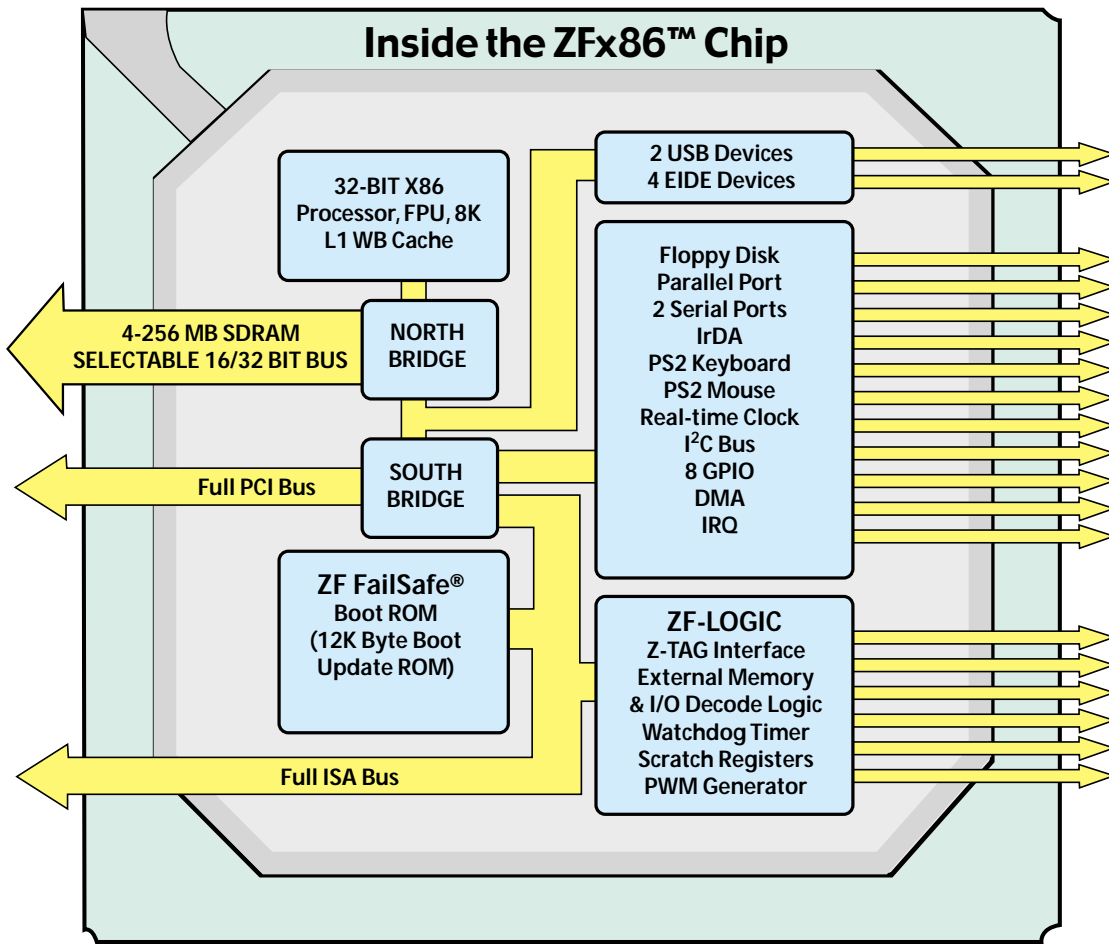 Inside the ZFx86™ Chip
32-BIT X86
Processor, FPU, 8K
L1 WB Cache
2 USB Devices
4 EIDE Devices
4-256 MB SDRAM
SELECTABLE 16/32 BIT BUS
NORTH
BRIDGE
Floppy Disk
Parallel Port
2 Serial Ports
IrDA
PS2 Keyboard
PS2 Mouse
Real-time Clock
I²C Bus
8 GPIO
DMA
IRQ
Full PCI Bus
SOUTH
BRIDGE
ZF FailSafe®
Boot ROM
(12K Byte Boot
Update ROM)
ZF-LOGIC
Z-TAG Interface
External Memory
& I/O Decode Logic
Watchdog Timer
Scratch Registers
PWM Generator
Full ISA Bus